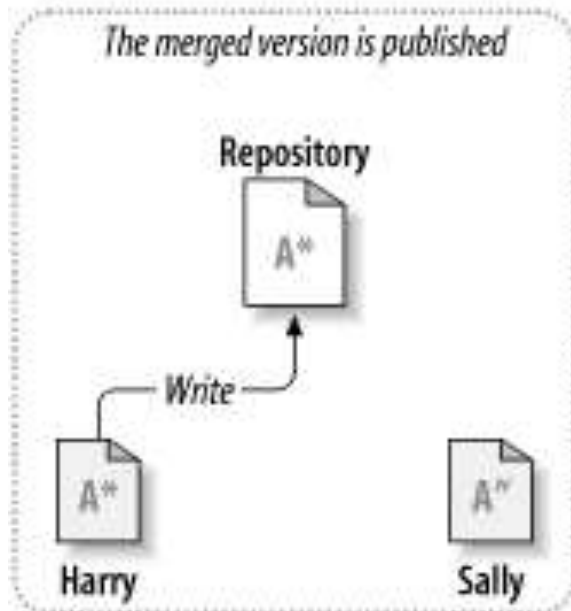 The merged version is published
Repository
A*
Write
A*
A"
Harry
Sally